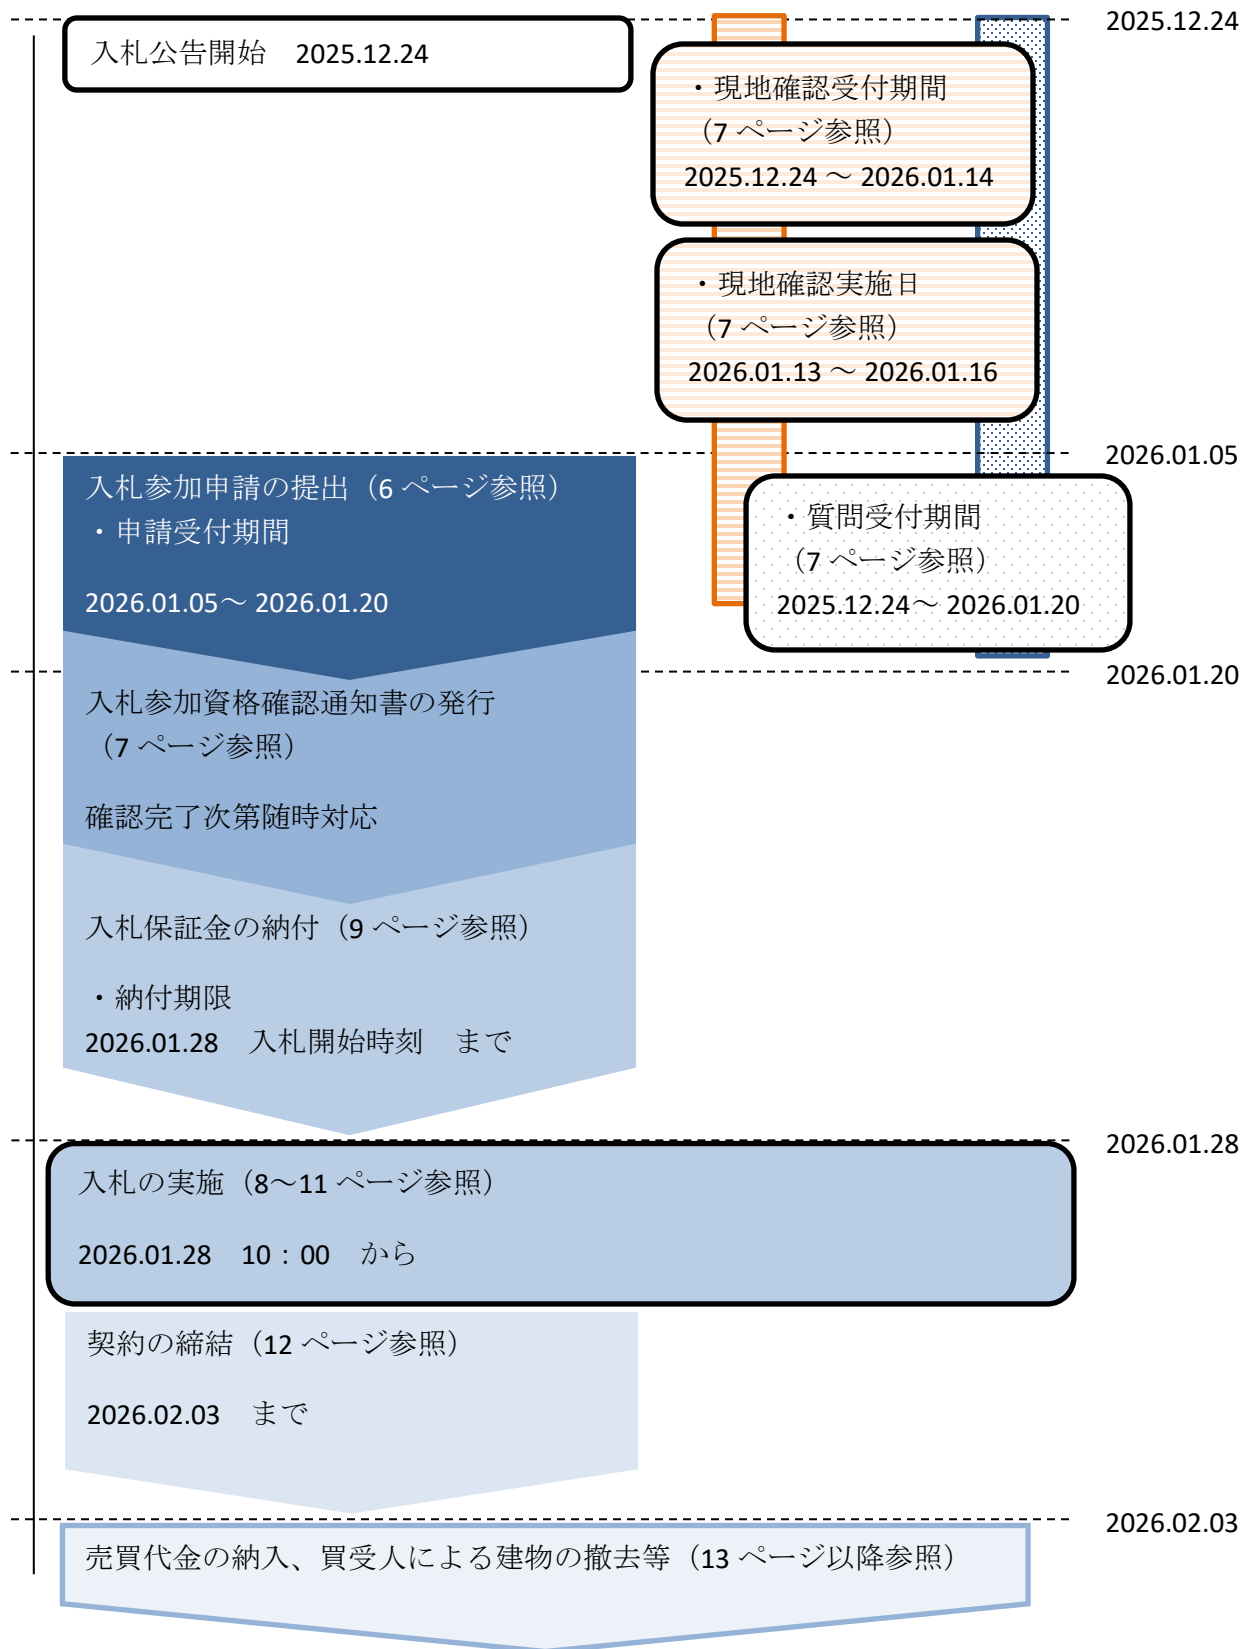 2025.12.24
入札公告開始　2025.12.24
・現地確認受付期間
（7 ページ参照）
2025.12.24 ～ 2026.01.14
・現地確認実施日
（7 ページ参照）
2026.01.13 ～ 2026.01.16
2026.01.05
入札参加申請の提出（6 ページ参照）
・申請受付期間
2026.01.05～ 2026.01.20
・質問受付期間
（7 ページ参照）
2025.12.24～ 2026.01.20
2026.01.20
入札参加資格確認通知書の発行
（7 ページ参照）
確認完了次第随時対応
入札保証金の納付（9 ページ参照）
・納付期限
2026.01.28　入札開始時刻　まで
2026.01.28
入札の実施（8～11 ページ参照）
2026.01.28　10：00　から
契約の締結（12 ページ参照）
2026.02.03　まで
2026.02.03
売買代金の納入、買受人による建物の撤去等（13 ページ以降参照）